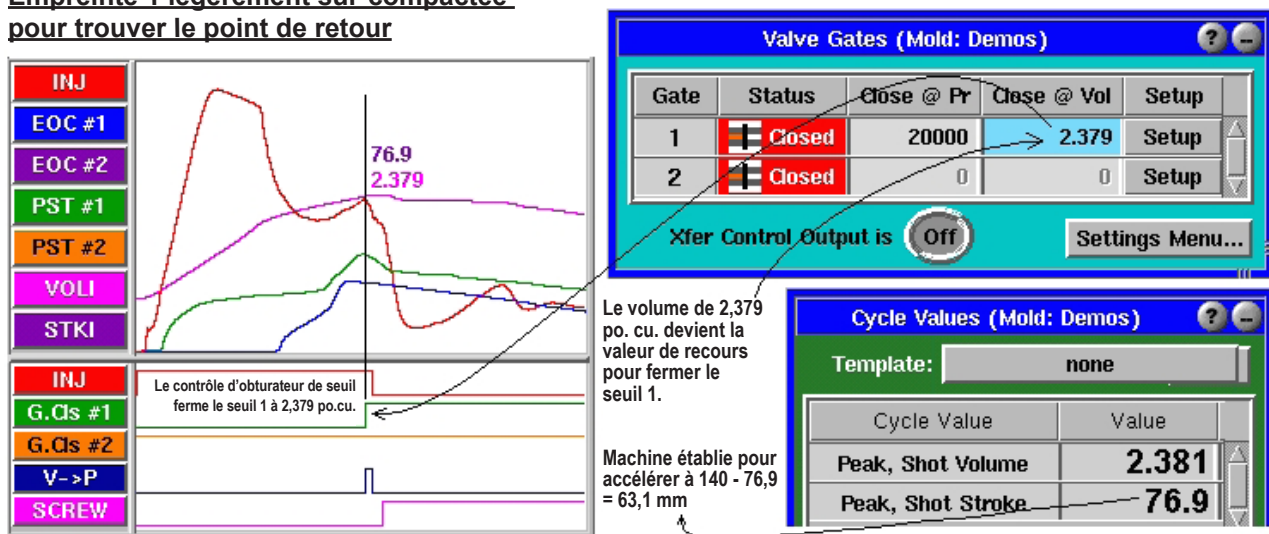 Empreinte 1 légèrement sur-compactée
pour trouver le point de retour
INJ
EOC #1
EOC #2
PST #1
PST #2
VOLI
STKI
76.9
2.379
INJ
G.Cls #1
G.Cls #2
V->P
SCREW
Le contrôle d'obturateur de seuil
ferme le seuil 1 à 2,379 po.cu.
Valve Gates (Mold: Demos)
? –
Gate Status Close @ Pr Close @ Vol Setup
1 Closed 20000 2.379 Setup
2 Closed 0 0 Setup
Xfer Control Output is Off Settings Menu...
Le volume de 2,379
po. cu. devient la
valeur de recours
pour fermer le
seuil 1.
Machine établie pour
accélérer à 140 - 76,9
= 63,1 mm
Cycle Values (Mold: Demos)
? –
Template: none
Cycle Value Value
Peak, Shot Volume 2.381
Peak, Shot Stroke 76.9